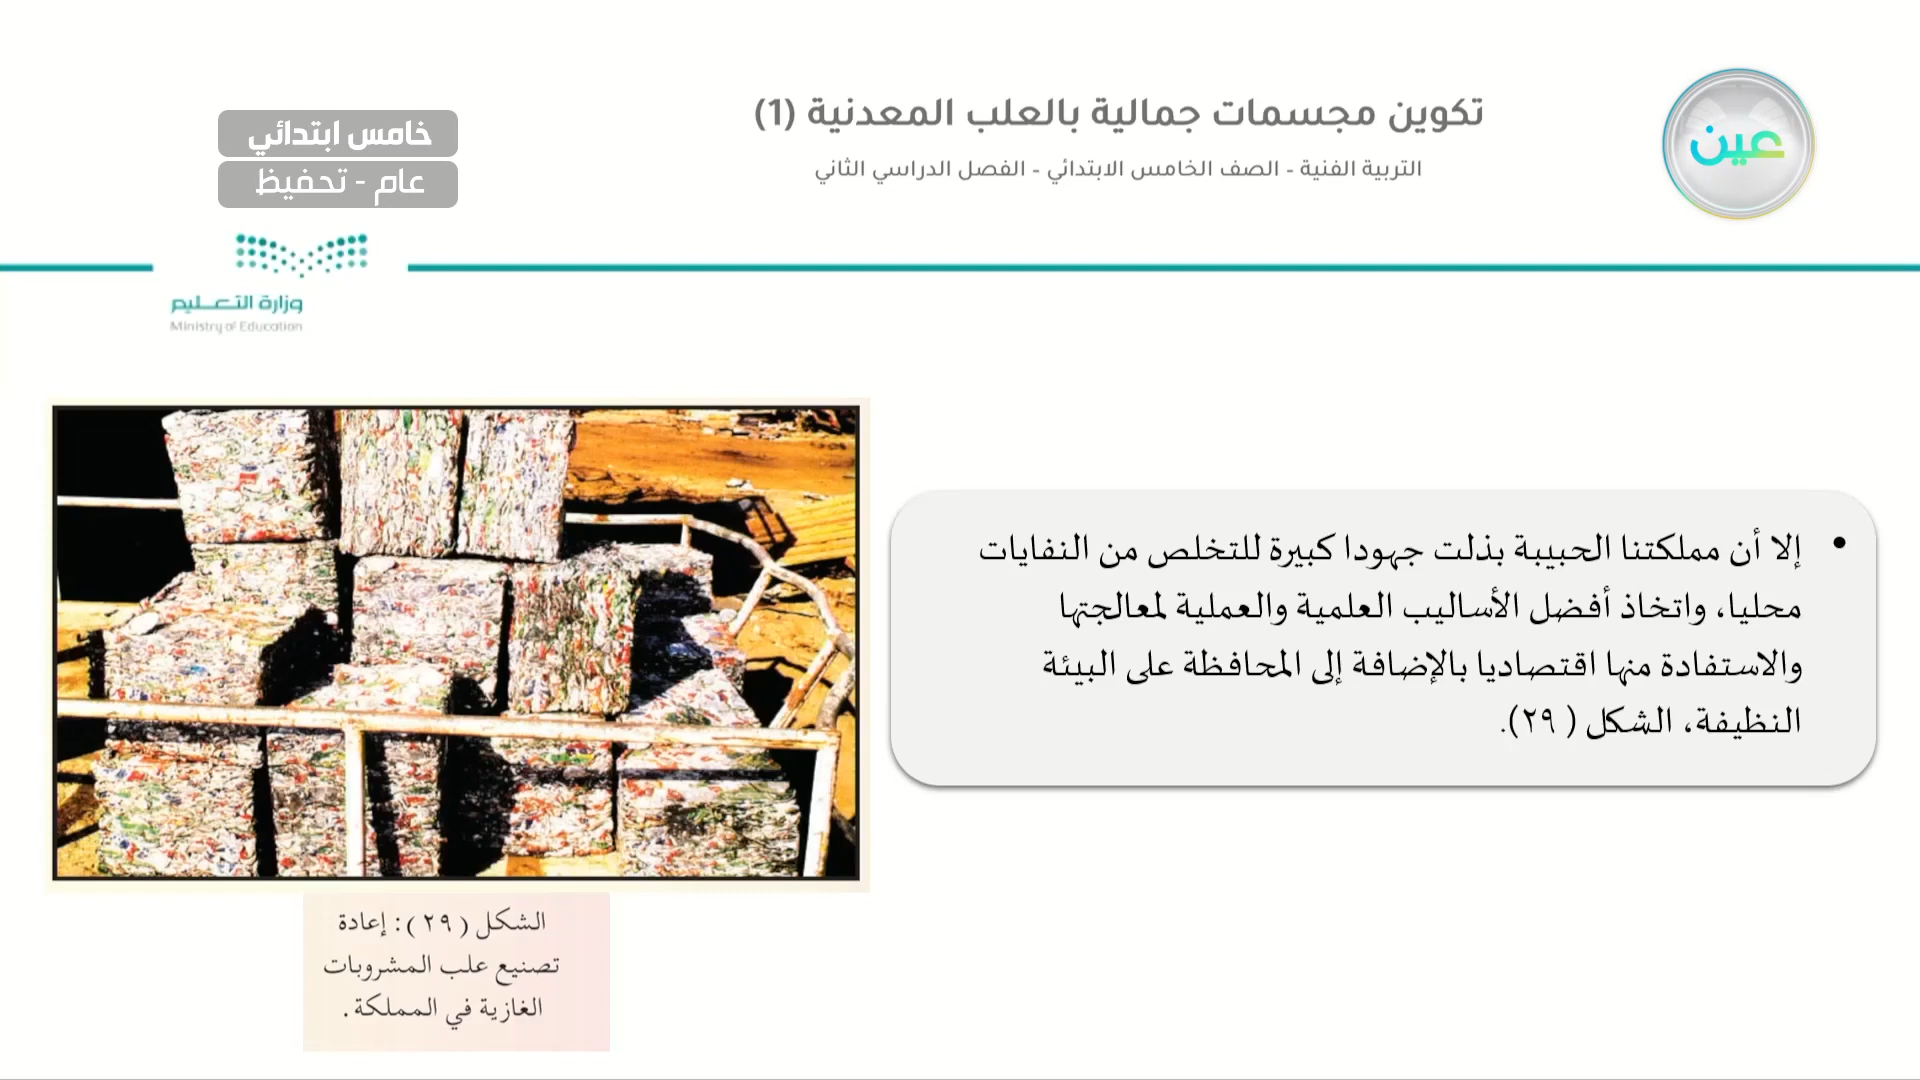 تكوين مجسمات جمالية بالعلب المعدنية (1)
التربية الفنية - الصف الخامس الابتدائي - الفصل الدراسي الثاني
عين
خامس ابتدائي
عام - تحفيظ
وزارة التعليم
Ministry of Education
• إلا أن مملكتنا الحبيبة بذلت جهودا كبيرة للتخلص من النفايات
محليا، واتخاذ أفضل الأساليب العلمية والعملية لمعالجتها
والاستفادة منها اقتصاديا بالإضافة إلى المحافظة على البيئة
النظيفة، الشكل ( ٢٩).
الشكل ( ٢٩ ) : إعادة
تصنيع علب المشروبات
الغازية في المملكة .